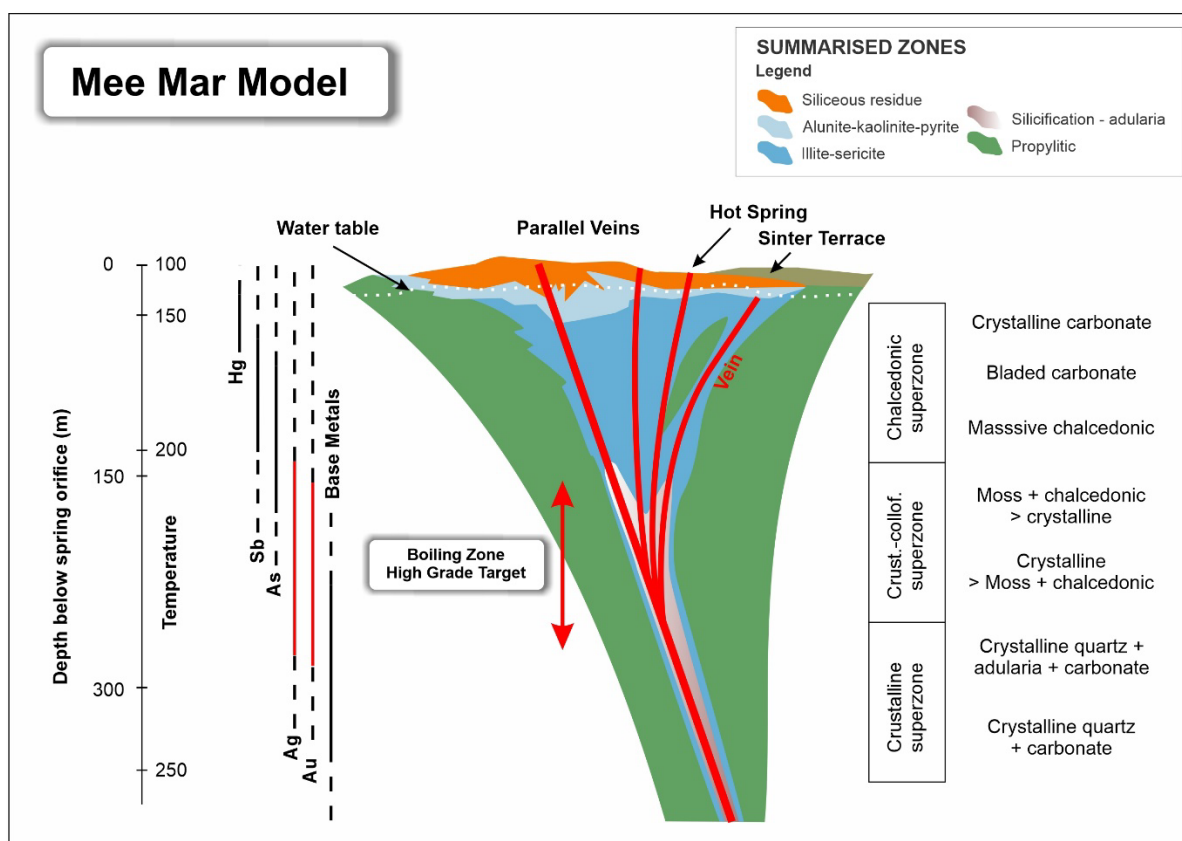 Mee Mar Model
SUMMARISED ZONES
Legend
Siliceous residue
Alunite-kaolinite-pyrite
Illite-sericite
Silicification - adularia
Propylitic
Water table
Parallel Veins
Hot Spring
Sinter Terrace
Depth below spring orifice (m)
0
150
300
Temperature
100
150
200
250
Hg
Sb
As
Ag
Au
Base Metals
Vein
Boiling Zone
High Grade Target
Chalcedonic
superzone
Crust.-collof.
superzone
Crustalline
superzone
Crystalline carbonate
Bladed carbonate
Masssive chalcedonic
Moss + chalcedonic
> crystalline
Crystalline
> Moss + chalcedonic
Crystalline quartz +
adularia + carbonate
Crystalline quartz
+ carbonate